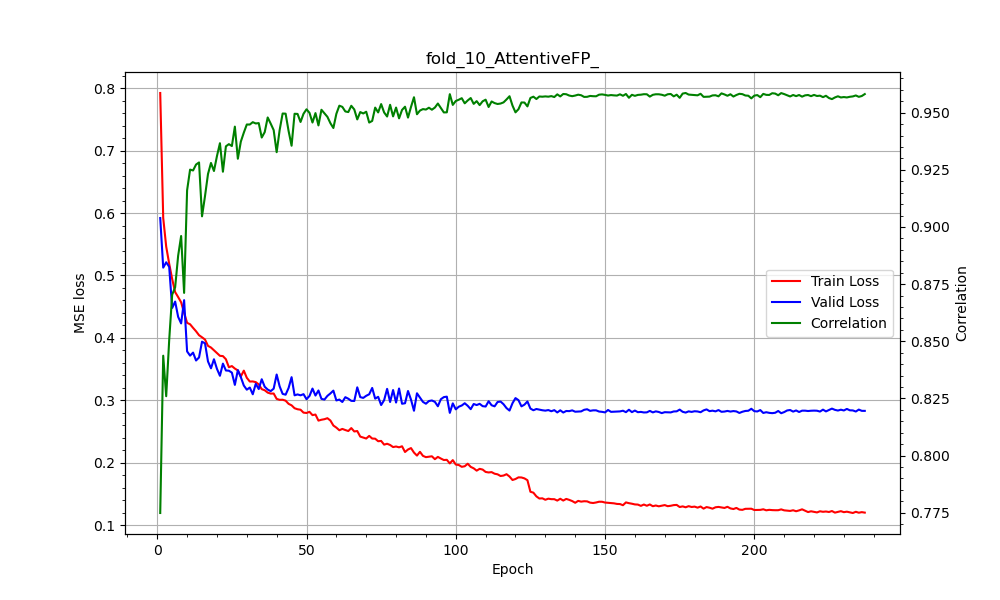 fold_10_AttentiveFP_
MSE loss
0.8
0.7
0.6
0.5
0.4
0.3
0.2
0.1
0 50 100 150 200
Epoch
0.950
0.925
0.900
0.875
0.850
0.825
0.800
0.775
Correlation
Train Loss
Valid Loss
Correlation